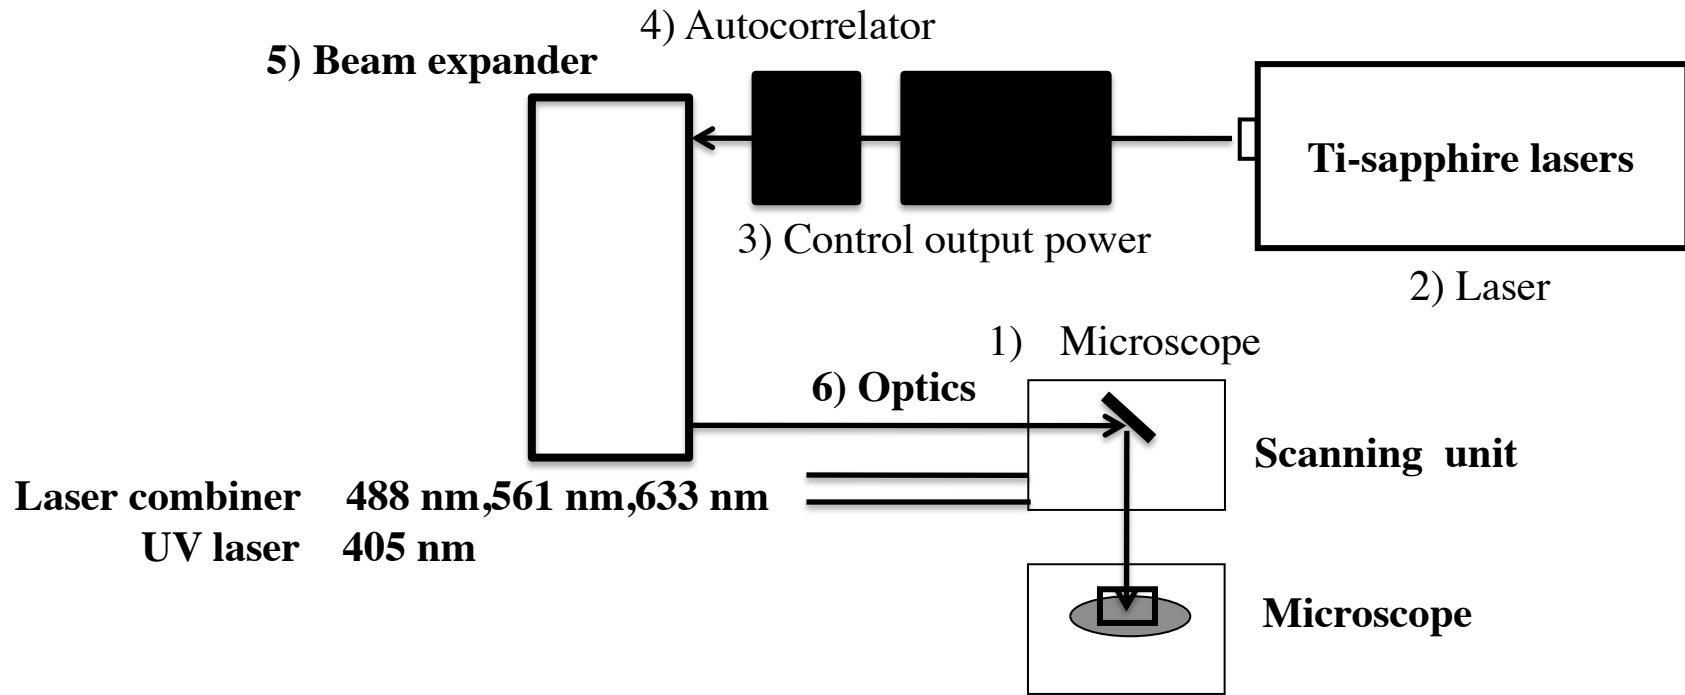 4) Autocorrelator
5) Beam expander
Ti-sapphire lasers
3) Control output power
2) Laser
1) Microscope
6) Optics
Scanning unit
Laser combiner 488 nm,561 nm,633 nm
UV laser 405 nm
Microscope